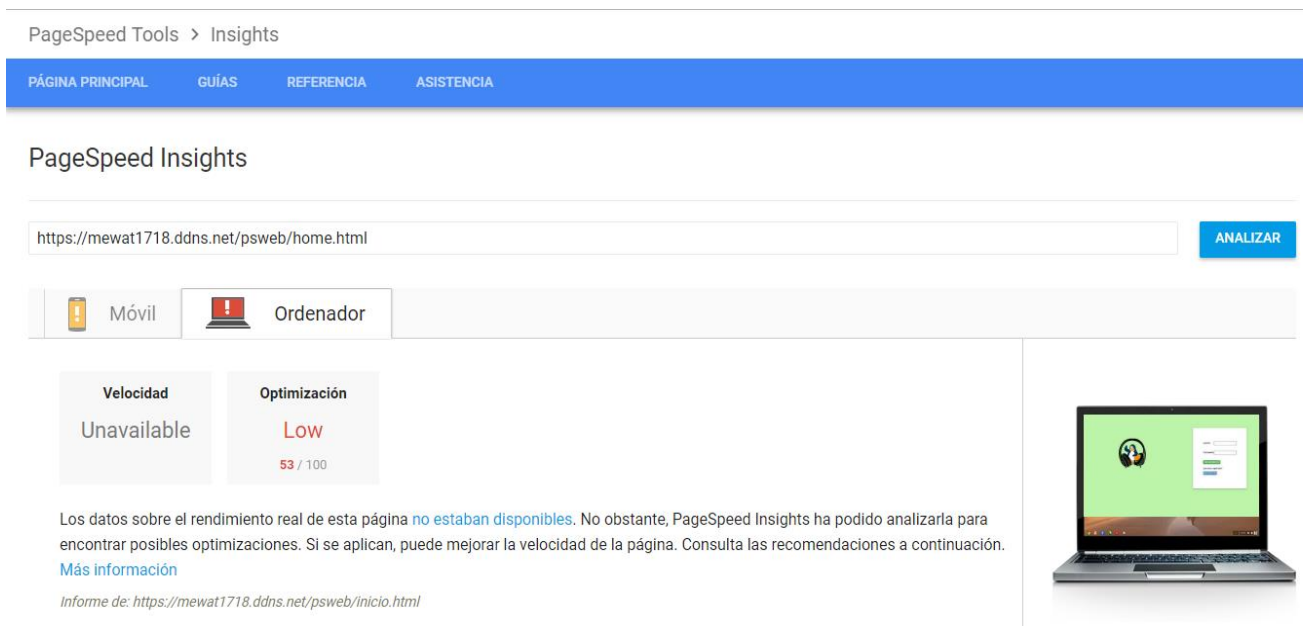 PageSpeed Tools > Insights
PÁGINA PRINCIPAL GUÍAS REFERENCIA ASISTENCIA
PageSpeed Insights
https://mewat1718.ddns.net/psweb/home.html
ANALIZAR
Móvil Ordenador
Velocidad
Unavailable
Optimización
Low
53 / 100
Los datos sobre el rendimiento real de esta página no estaban disponibles. No obstante, PageSpeed Insights ha podido analizarla para
encontrar posibles optimizaciones. Si se aplican, puede mejorar la velocidad de la página. Consulta las recomendaciones a continuación.
Más información
Informe de: https://mewat1718.ddns.net/psweb/inicio.html